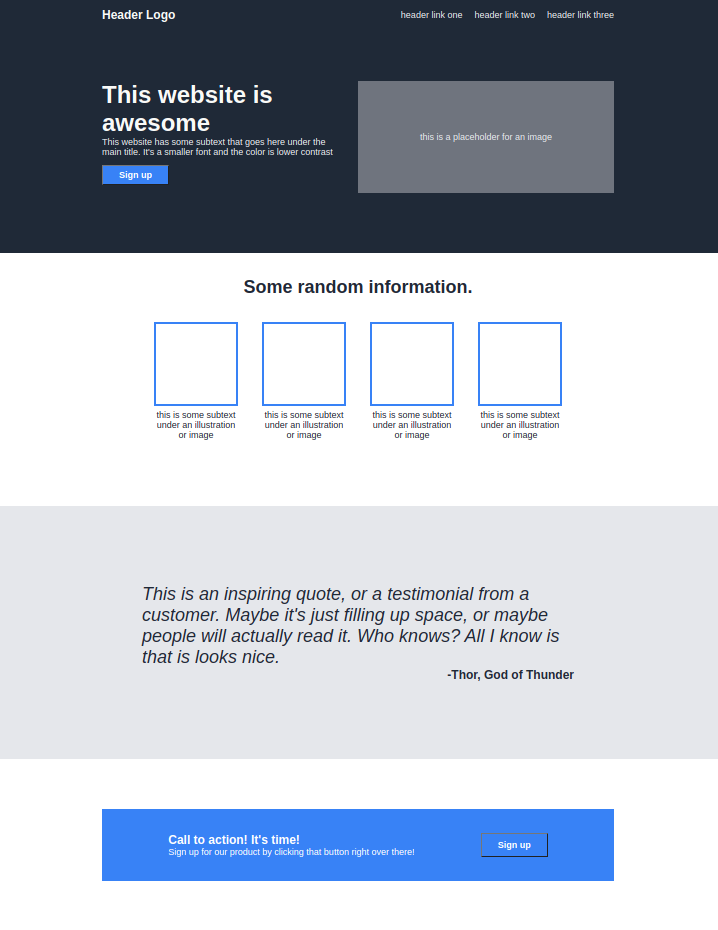 Header Logo
header link one
header link two
header link three
This website is
awesome
This website has some subtext that goes here under the
main title. It's a smaller font and the color is lower contrast
Sign up
this is a placeholder for an image
Some random information.
this is some subtext
under an illustration
or image
this is some subtext
under an illustration
or image
this is some subtext
under an illustration
or image
this is some subtext
under an illustration
or image
This is an inspiring quote, or a testimonial from a
customer. Maybe it's just filling up space, or maybe
people will actually read it. Who knows? All I know is
that is looks nice.
-Thor, God of Thunder
Call to action! It's time!
Sign up for our product by clicking that button right over there!
Sign up